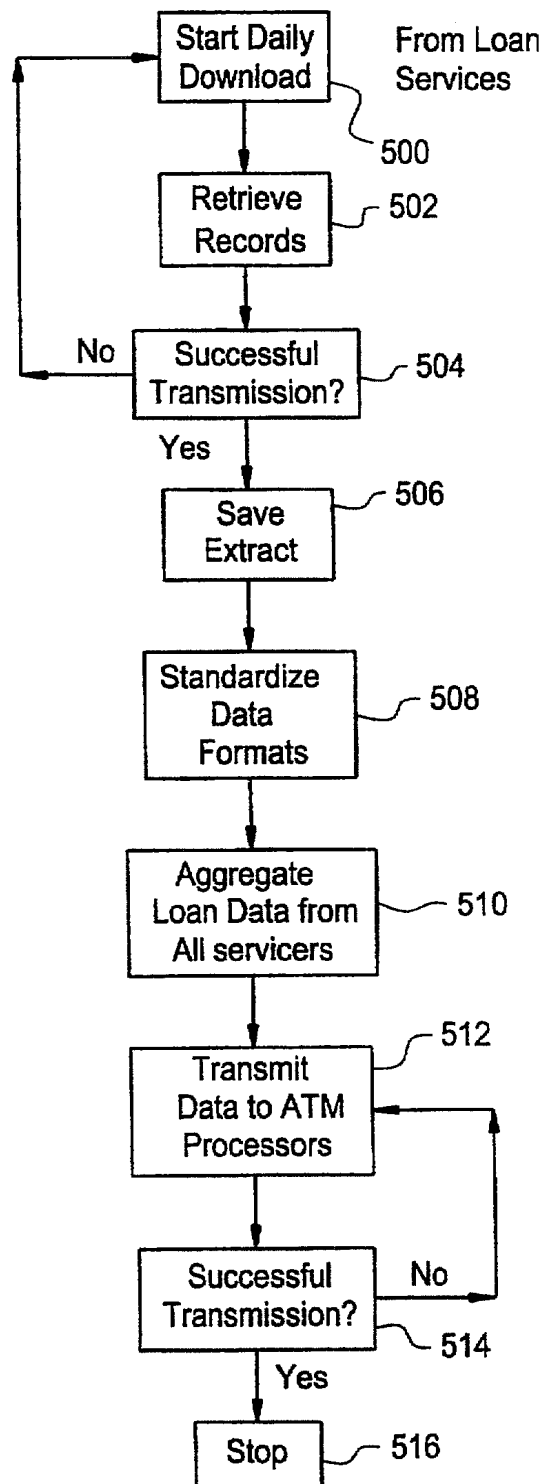 Start Daily
Download
From Loan
Services
500
Retrieve
Records
502
Successful
Transmission?
504
No
Yes
Save
Extract
506
Standardize
Data
Formats
508
Aggregate
Loan Data from
All servicers
510
Transmit
Data to ATM
Processors
512
Successful
Transmission?
514
No
Yes
Stop
516